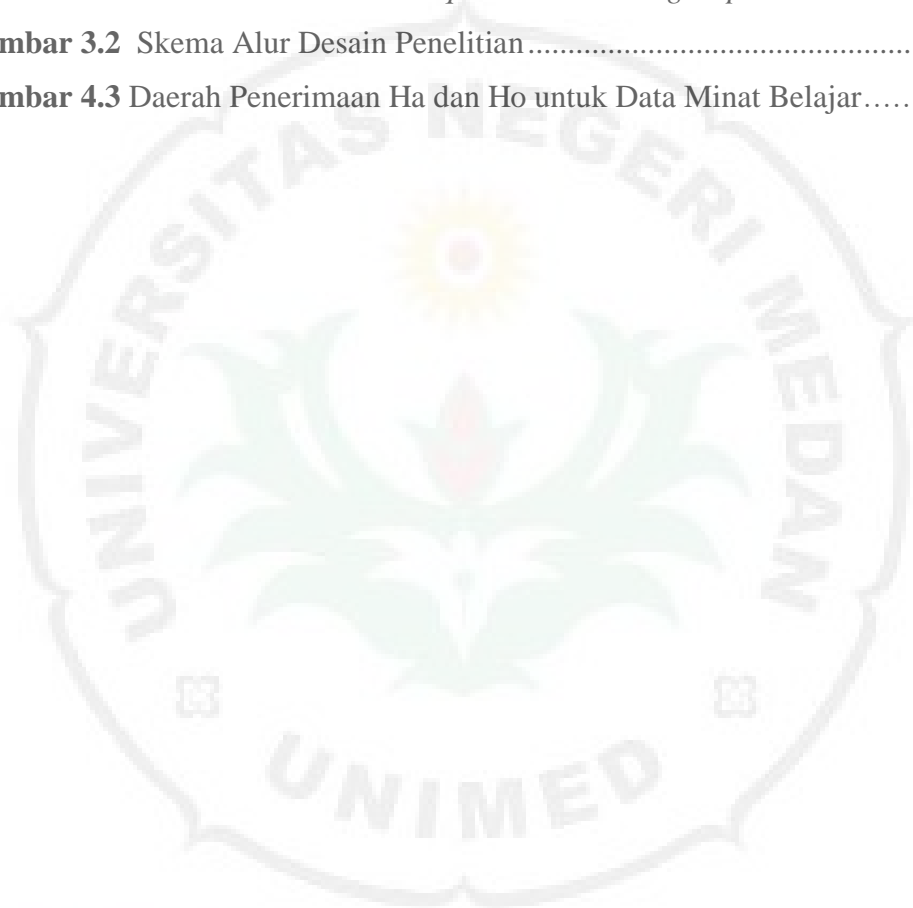 mbar 3.2 Skema Alur Desain Penelitian..........................................
mbar 4.3 Daerah Penerimaan Ha dan Ho untuk Data Minat Belajar.....
UNIVERSITAS NEGERI MEDAN
UNIMED